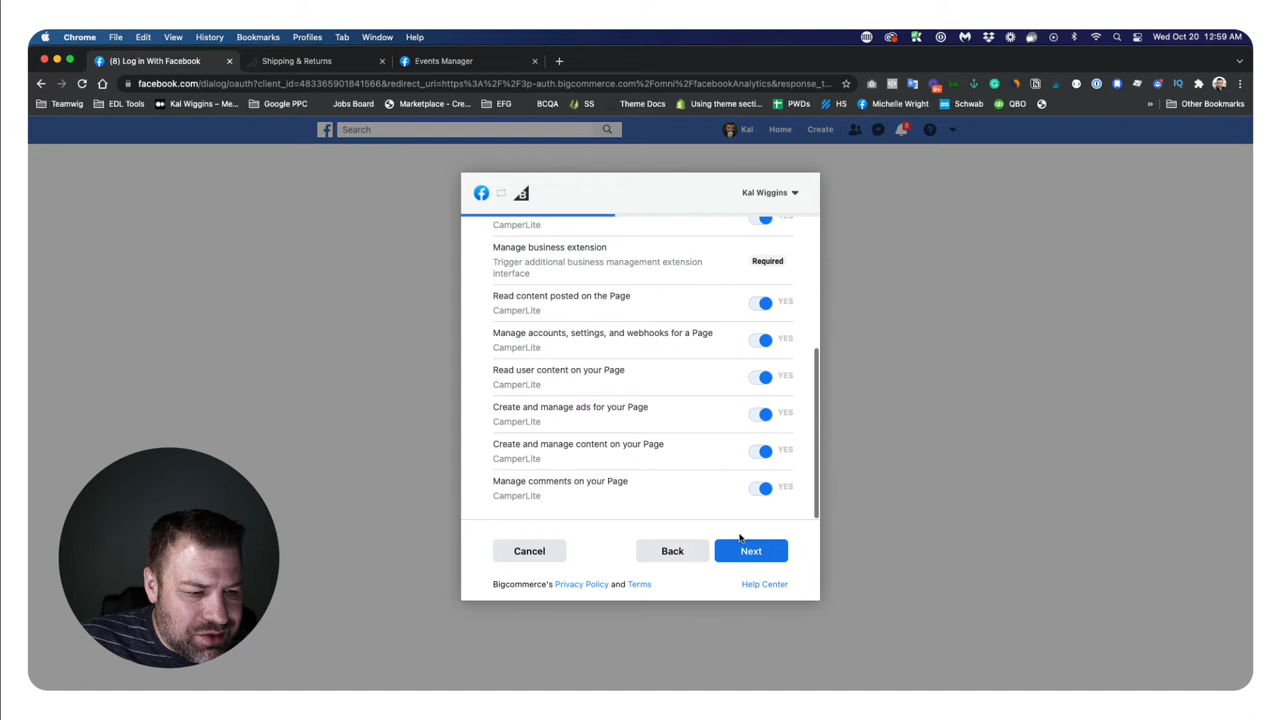 Chrome File Edit View History Bookmarks Profiles Tab Window Help Wed Oct 20 12:59 AM
(8) Log in With Facebook Shipping & Returns Events Manager
facebook.com/dialog/oauth?client_id=483365901841566&redirect_uri=https%3A%2F%2F3p-auth.bigcommerce.com%2Fomni%2FfacebookAnalytics&response_t...
Teamwig EDL Tools Kal Wiggins – Me... Google PPC Jobs Board Marketplace - Cre... EFG BCQA SS Theme Docs Using theme secti... PWDs HS Michelle Wright Schwab QBO » Other Bookmarks
Search Kal Home Create
Kal Wiggins
CamperLite YES
Manage business extension
Trigger additional business management extension
interface
Required
Read content posted on the Page
CamperLite
YES
Manage accounts, settings, and webhooks for a Page
CamperLite
YES
Read user content on your Page
CamperLite
YES
Create and manage ads for your Page
CamperLite
YES
Create and manage content on your Page
CamperLite
YES
Manage comments on your Page
CamperLite
YES
Cancel Back Next
Bigcommerce's Privacy Policy and Terms Help Center